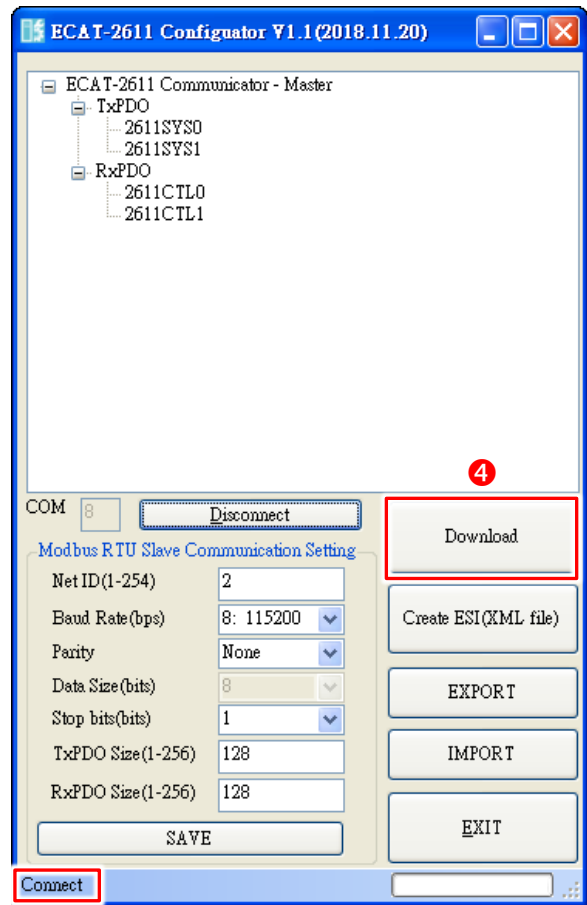 ECAT-2611 Configuator V1.1(2018.11.20)
ECAT-2611 Communicator - Master
TxPDO
2611SYS0
2611SYS1
RxPDO
2611CTL0
2611CTL1
4
COM 8 Disconnect
Download
Modbus RTU Slave Communication Setting
Net ID(1-254) 2
Baud Rate(bps) 8: 115200
Create ESI(XML file)
Parity None
Data Size(bits) 8
EXPORT
Stop bits(bits) 1
TxPDO Size(1-256) 128
IMPORT
RxPDO Size(1-256) 128
SAVE
EXIT
Connect